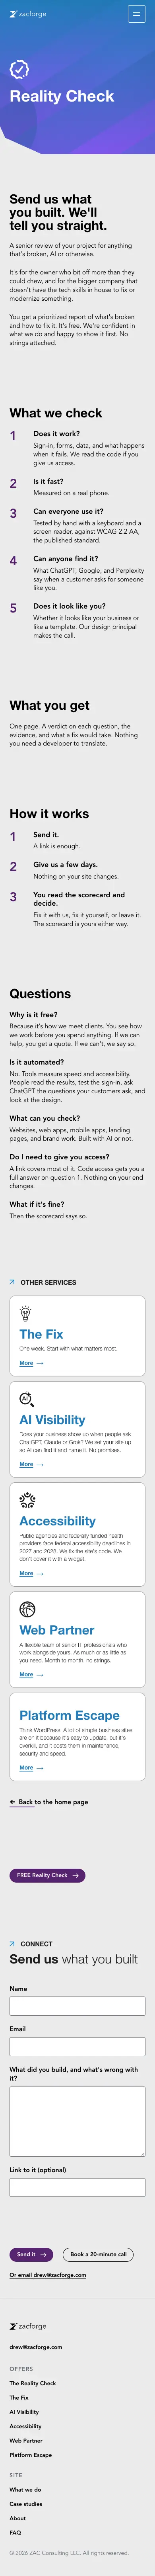 zacforge
Reality Check
Send us what
you built. We'll
tell you straight.
A senior review of your project for anything
that's broken, AI or otherwise.
It's for the owner who bit off more than they
could chew, and for the bigger company that
doesn't have the tech skills in house to fix or
modernize something.
You get a prioritized report of what's broken
and how to fix it. It's free. We're confident in
what we do and happy to show it first. No
strings attached.
What we check
1
Does it work?
Sign-in, forms, data, and what happens
when it fails. We read the code if you
give us access.
2
Is it fast?
Measured on a real phone.
3
Can everyone use it?
Tested by hand with a keyboard and a
screen reader, against WCAG 2.2 AA,
the published standard.
4
Can anyone find it?
What ChatGPT, Google, and Perplexity
say when a customer asks for someone
like you.
5
Does it look like you?
Whether it looks like your business or
like a template. Our design principal
makes the call.
What you get
One page. A verdict on each question, the
evidence, and what a fix would take. Nothing
you need a developer to translate.
How it works
1
Send it.
A link is enough.
2
Give us a few days.
Nothing on your site changes.
3
You read the scorecard and
decide.
Fix it with us, fix it yourself, or leave it.
The scorecard is yours either way.
Questions
Why is it free?
Because it's how we meet clients. You see how
we work before you spend anything. If we can
help, you get a quote. If we can't, we say so.
Is it automated?
No. Tools measure speed and accessibility.
People read the results, test the sign-in, ask
ChatGPT the questions your customers ask, and
look at the design.
What can you check?
Websites, web apps, mobile apps, landing
pages, and brand work. Built with AI or not.
Do I need to give you access?
A link covers most of it. Code access gets you a
full answer on question 1. Nothing on your end
changes.
What if it's fine?
Then the scorecard says so.
OTHER SERVICES
The Fix
One week. Start with what matters most.
More
AI
AI Visibility
Does your business show up when people ask
ChatGPT, Claude or Grok? We set your site up
so AI can find it and name it. No promises.
More
Accessibility
Public agencies and federally funded health
providers face federal accessibility deadlines in
2027 and 2028. We fix the site's code. We
don't cover it with a widget.
More
Web Partner
A flexible team of senior IT professionals who
work alongside yours. As much or as little as
you need. Month to month, no strings.
More
Platform Escape
Think WordPress. A lot of simple business sites
are on it because it's easy to update, but it's
overkill, and it costs them in maintenance,
security and speed.
More
Back to the home page
FREE Reality Check
CONNECT
Send us what you built
Name
Email
What did you build, and what's wrong with
it?
Link to it (optional)
Send it
Book a 20-minute call
Or email drew@zacforge.com
zacforge
drew@zacforge.com
OFFERS
The Reality Check
The Fix
AI Visibility
Accessibility
Web Partner
Platform Escape
SITE
What we do
Case studies
About
FAQ
© 2026 ZAC Consulting LLC. All rights reserved.